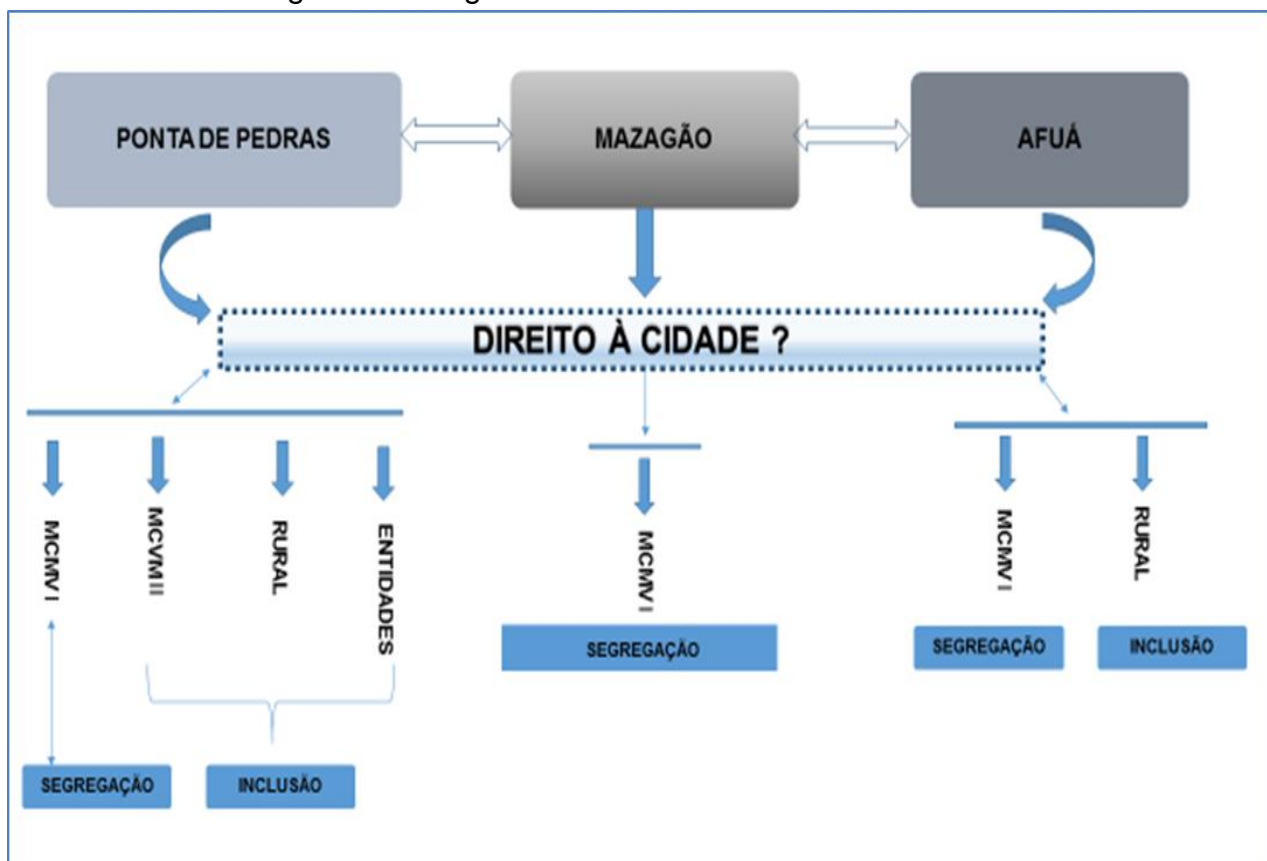 PONTA DE PEDRAS
MAZAGÃO
AFUÁ
DIREITO À CIDADE ?
MCMV I
MCVM II
RURAL
ENTIDADES
SEGREGAÇÃO
INCLUSÃO
MCMV I
SEGREGAÇÃO
MCMV I
RURAL
SEGREGAÇÃO
INCLUSÃO